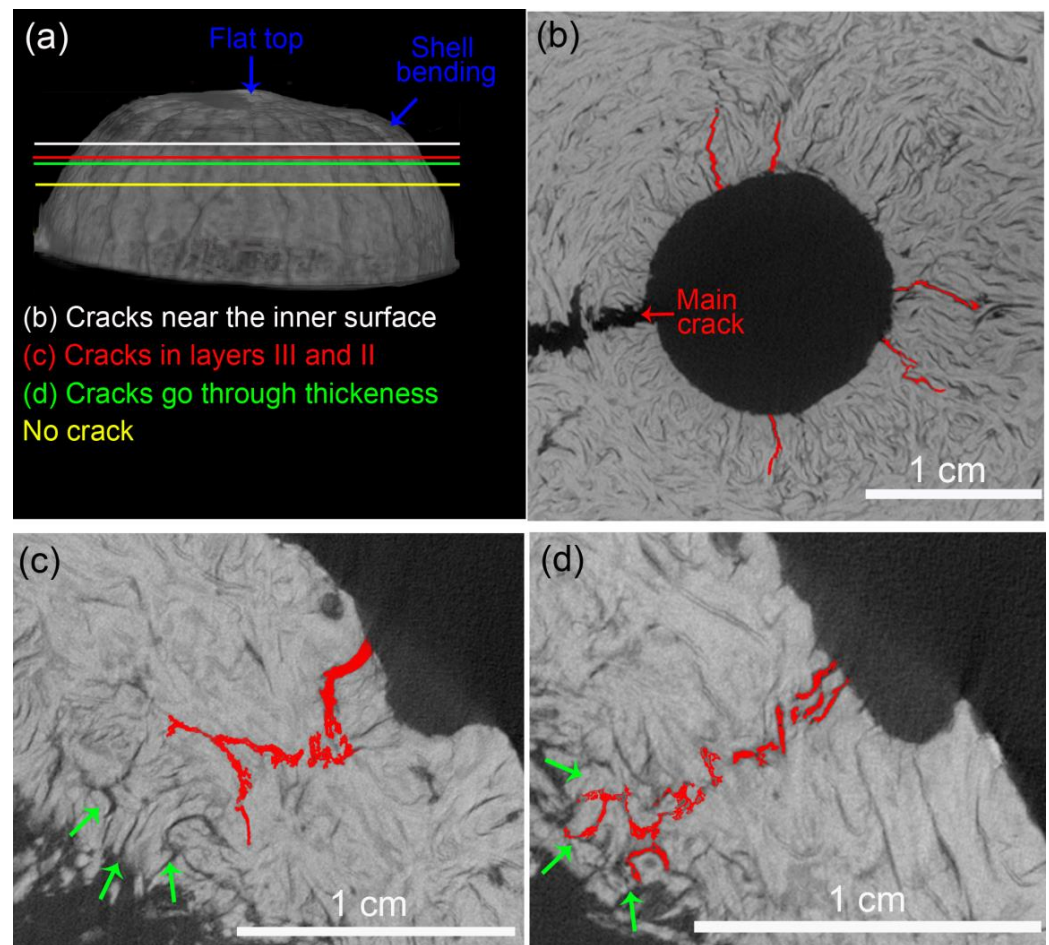 (a)
Flat top
Shell
bending
(b) Cracks near the inner surface
(c) Cracks in layers III and II
(d) Cracks go through thickeness
No crack
(b)
Main
crack
1 cm
(c)
1 cm
(d)
1 cm